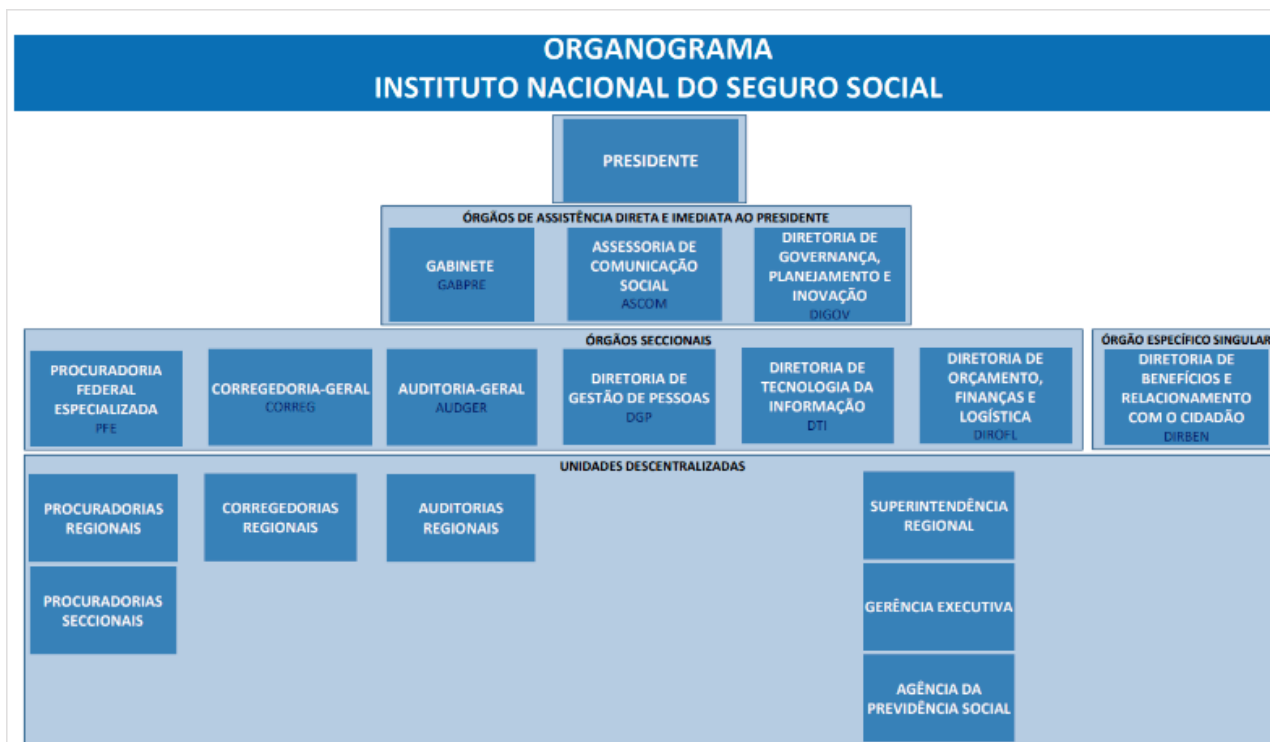 ORGANOGRAMA
INSTITUTO NACIONAL DO SEGURO SOCIAL
PRESIDENTE
ÓRGÃOS DE ASSISTÊNCIA DIRETA E IMEDIATA AO PRESIDENTE
GABINETE
GABPRE
ASSESSORIA DE
COMUNICAÇÃO
SOCIAL
ASCOM
DIRETORIA DE
GOVERNANÇA,
PLANEJAMENTO E
INOVAÇÃO
DIGOV
ÓRGÃOS SECCIONAIS
PROCURADORIA
FEDERAL
ESPECIALIZADA
PFE
CORREGEDORIA-GERAL
CORREG
AUDITORIA-GERAL
AUDGER
DIRETORIA DE
GESTÃO DE PESSOAS
DGP
DIRETORIA DE
TECNOLOGIA DA
INFORMAÇÃO
DTI
DIRETORIA DE
ORÇAMENTO,
FINANÇAS E
LOGÍSTICA
DIROFL
ÓRGÃO ESPECÍFICO SINGULAR
DIRETORIA DE
BENEFÍCIOS E
RELACIONAMENTO
COM O CIDADÃO
DIRBEN
UNIDADES DESCENTRALIZADAS
PROCURADORIAS
REGIONAIS
CORREGEDORIAS
REGIONAIS
AUDITORIAS
REGIONAIS
SUPERINTENDÊNCIA
REGIONAL
PROCURADORIAS
SECCIONAIS
GERÊNCIA EXECUTIVA
AGÊNCIA DA
PREVIDÊNCIA SOCIAL